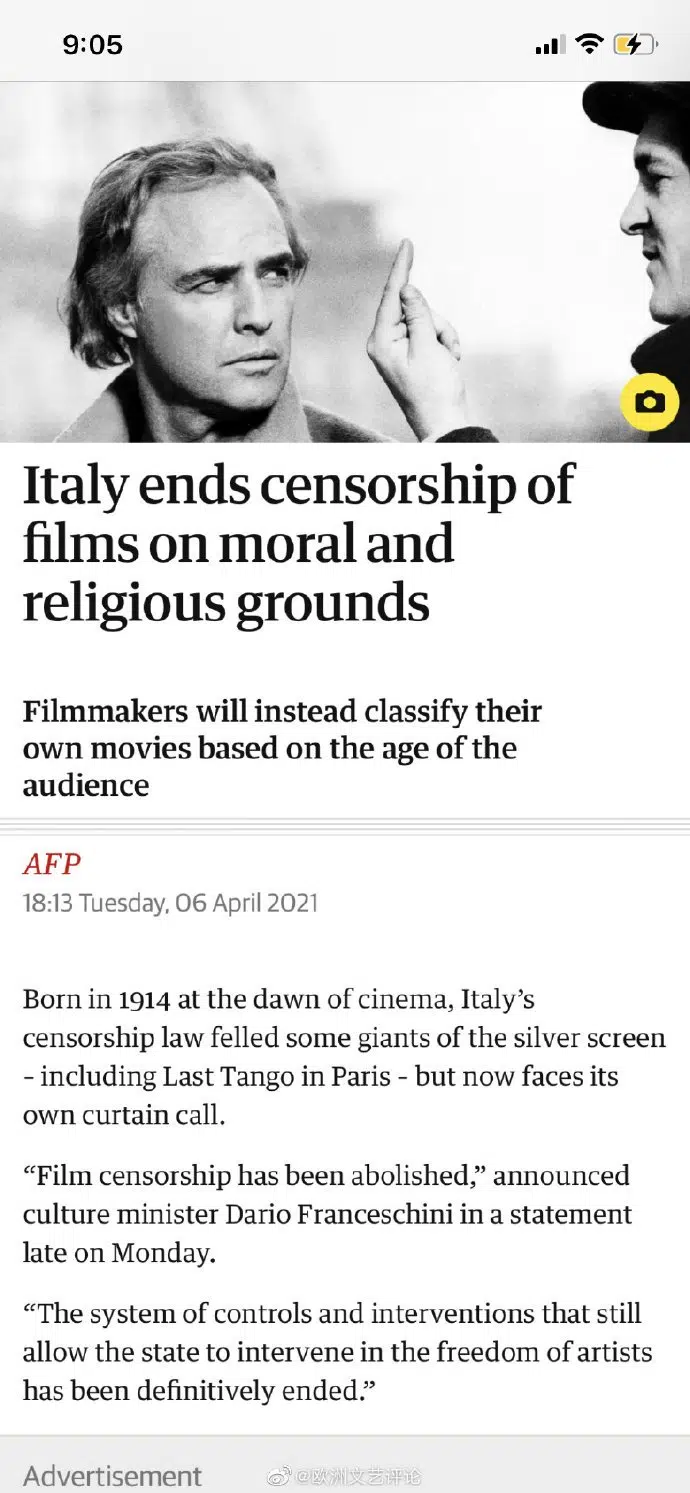 9:05
Italy ends censorship of
films on moral and
religious grounds
Filmmakers will instead classify their
own movies based on the age of the
audience
AFP
18:13 Tuesday, 06 April 2021
Born in 1914 at the dawn of cinema, Italy’s
censorship law felled some giants of the silver screen
- including Last Tango in Paris - but now faces its
own curtain call.
“Film censorship has been abolished,” announced
culture minister Dario Franceschini in a statement
late on Monday.
“The system of controls and interventions that still
allow the state to intervene in the freedom of artists
has been definitively ended.”
Advertisement
@欧洲文艺评论